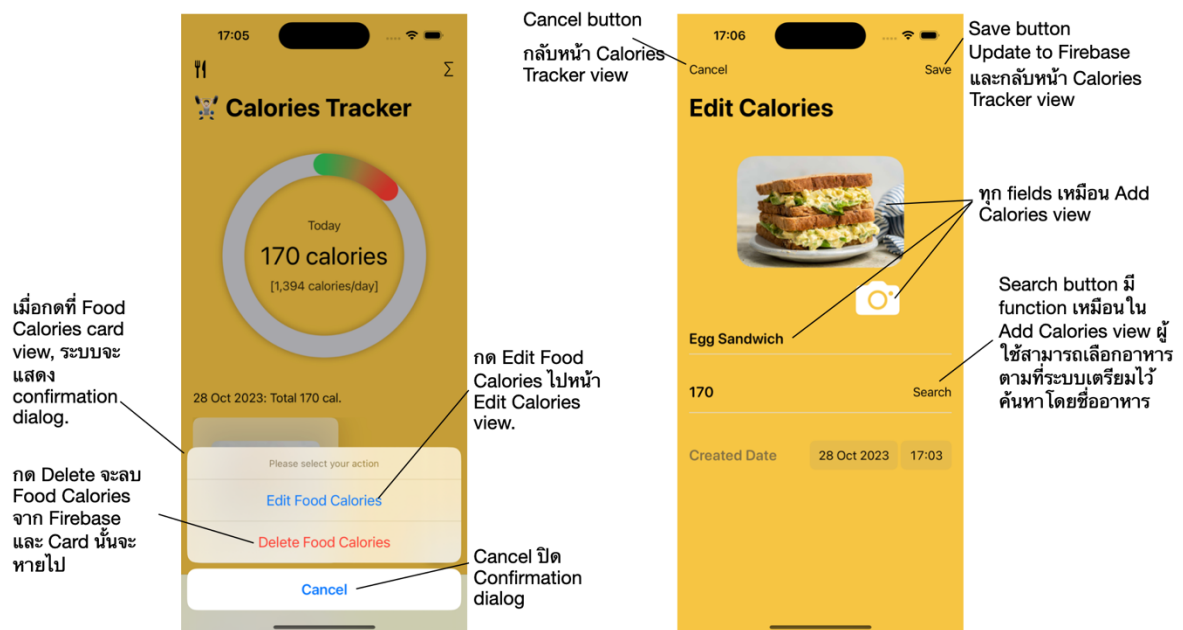 17:05
Σ
Calories Tracker
Today
170 calories
[1,394 calories/day]
28 Oct 2023: Total 170 cal.
Please select your action
Edit Food Calories
Delete Food Calories
Cancel
เมื่อกดที่ Food
Calories card
view, ระบบจะ
แสดง
confirmation
dialog.
กด Delete จะลบ
Food Calories
จาก Firebase
และ Card นั้นจะ
หายไป
กด Edit Food
Calories ไปหน้า
Edit Calories
view.
Cancel ปิด
Confirmation
dialog
Cancel button
กลับหน้า Calories
Tracker view
17:06
Cancel
Save
Edit Calories
Egg Sandwich
170
Search
Created Date
28 Oct 2023
17:03
Save button
Update to Firebase
และกลับหน้า Calories
Tracker view
ทุก fields เหมือน Add
Calories view
Search button มี
function เหมือนใน
Add Calories view ผู้
ใช้สามารถเลือกอาหาร
ตามที่ระบบเตรียมไว้
ค้นหาโดยชื่ออาหาร